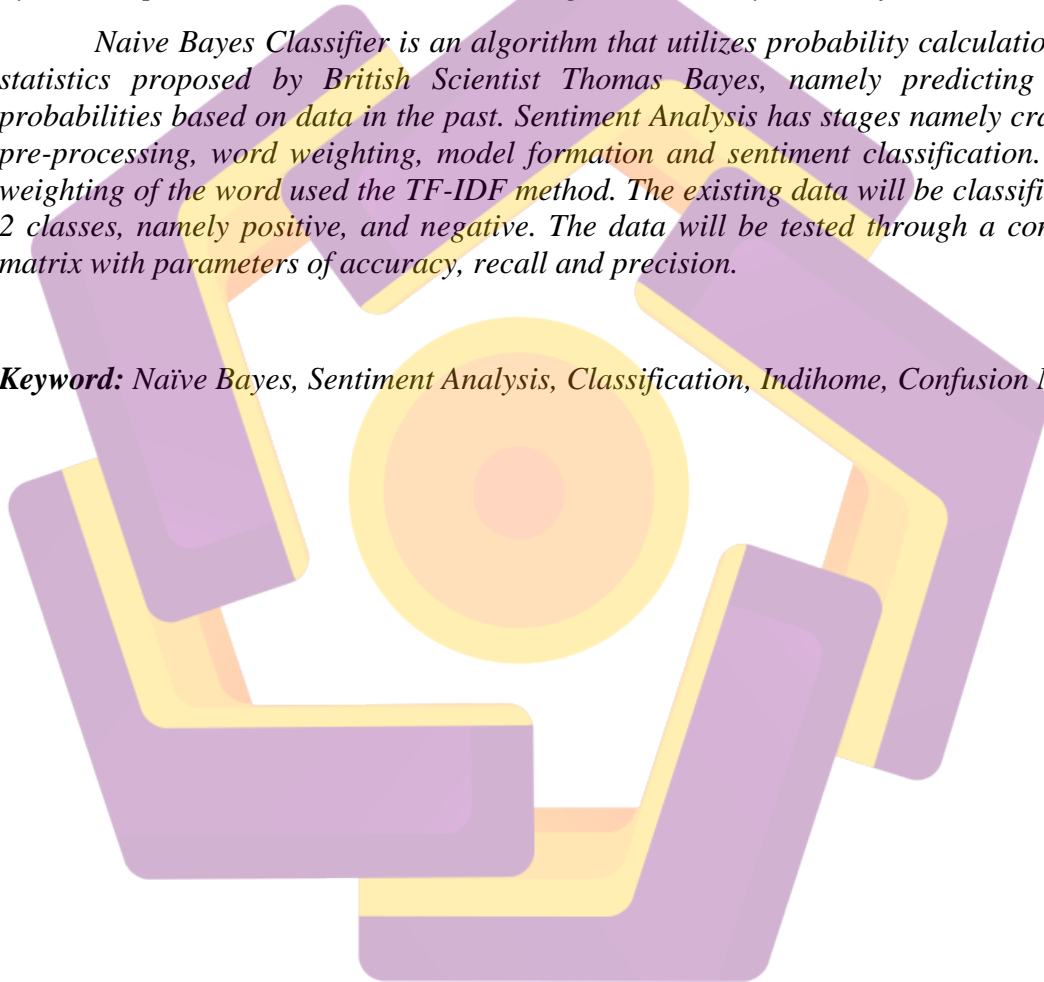 Naive Bayes Classifier is an algorithm that utilizes probability calculatio
statistics proposed by British Scientist Thomas Bayes, namely predicting
probabilities based on data in the past. Sentiment Analysis has stages namely cra
pre-processing, word weighting, model formation and sentiment classification.
weighting of the word used the TF-IDF method. The existing data will be classifi
2 classes, namely positive, and negative. The data will be tested through a con
matrix with parameters of accuracy, recall and precision.
Keyword: Naïve Bayes, Sentiment Analysis, Classification, Indihome, Confusion